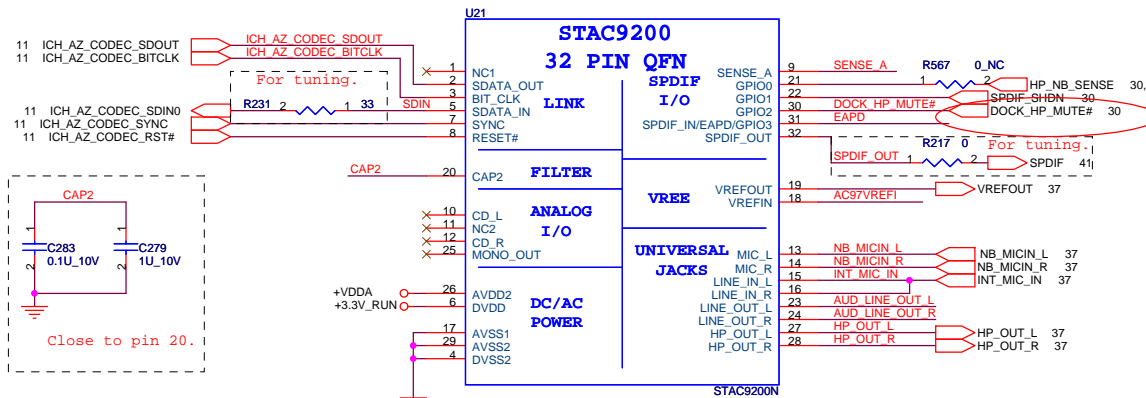 U21
STAC9200
32 PIN QFN
11 ICH_AZ_CODEC_SDOUT ICH_AZ_CODEC_SDOUT
11 ICH_AZ_CODEC_BITCLK ICH_AZ_CODEC_BITCLK
1 NC1
2 SDATA_OUT
3 BIT_CLK
For tuning.
11 ICH_AZ_CODEC_SDIN0 R231 2 1 33 SDIN 5 SDATA_IN
11 ICH_AZ_CODEC_SYNC 7 SYNC
11 ICH_AZ_CODEC_RST# 8 RESET#
LINK
SPDIF
I/O
SENSE_A 9 SENSE_A
GPIO0 21 R567 0_NC 1 2 HP_NB_SENSE 30,
GPIO1 22 SPDIF_SHDN 30
GPIO2 30 DOCK_HP_MUTE# DOCK_HP_MUTE# 30
SPDIF_IN/EAPD/GPIO3 31 EAPD
SPDIF_OUT 32
For tuning.
SPDIF_OUT R217 0 1 2 SPDIF 41
CAP2 20 CAP2
FILTER
VREE
VREFOUT 19 VREFOUT 37
VREFIN 18 AC97VREFI
10 CD_L
11 NC2
12 CD_R
25 MONO_OUT
ANALOG
I/O
UNIVERSAL
JACKS
MIC_L 13 NB_MICIN_L NB_MICIN_L 37
MIC_R 14 NB_MICIN_R NB_MICIN_R 37
LINE_IN_L 15 INT_MIC_IN INT_MIC_IN 37
LINE_IN_R 16
LINE_OUT_L 23 AUD_LINE_OUT_L
LINE_OUT_R 24 AUD_LINE_OUT_R
HP_OUT_L 27 HP_OUT_L HP_OUT_L 37
HP_OUT_R 28 HP_OUT_R HP_OUT_R 37
+VDDA 26 AVDD2
+3.3V_RUN 6 DVDD
17 AVSS1
29 AVSS2
4 DVSS2
DC/AC
POWER
STAC9200N
CAP2
1 1
C283 C279
0.1U_10V 1U_10V
2 2
Close to pin 20.